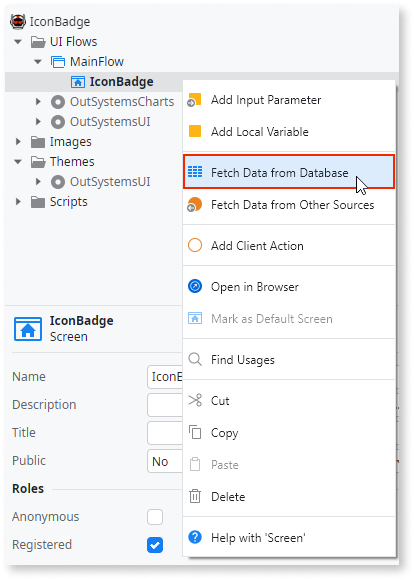 IconBadge
UI Flows
MainFlow
IconBadge
OutSystemsCharts
OutSystemsUI
Images
Themes
OutSystemsUI
Scripts
Add Input Parameter
Add Local Variable
Fetch Data from Database
Fetch Data from Other Sources
Add Client Action
Open in Browser
Mark as Default Screen
Find Usages
Cut
Copy
Paste
Delete
Help with 'Screen'
IconBadge
Screen
Name
IconB
Description
Title
Public
No
Roles
Anonymous
Registered